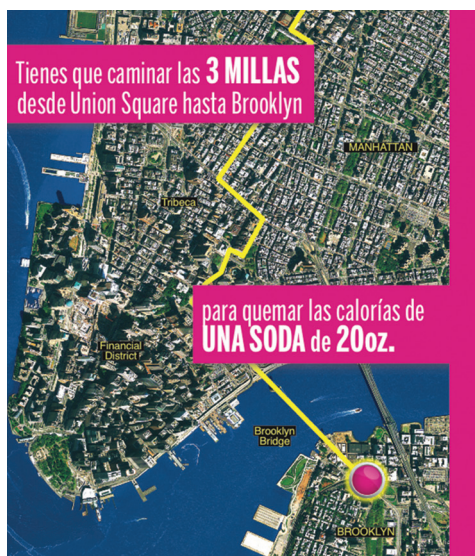 Tienes que caminar las 3 MILLAS
desde Union Square hasta Brooklyn
MANHATTAN
Tribeca
para quemar las calorías de
UNA SODA de 20oz.
Financial
District
Brooklyn
Bridge
BROOKLYN